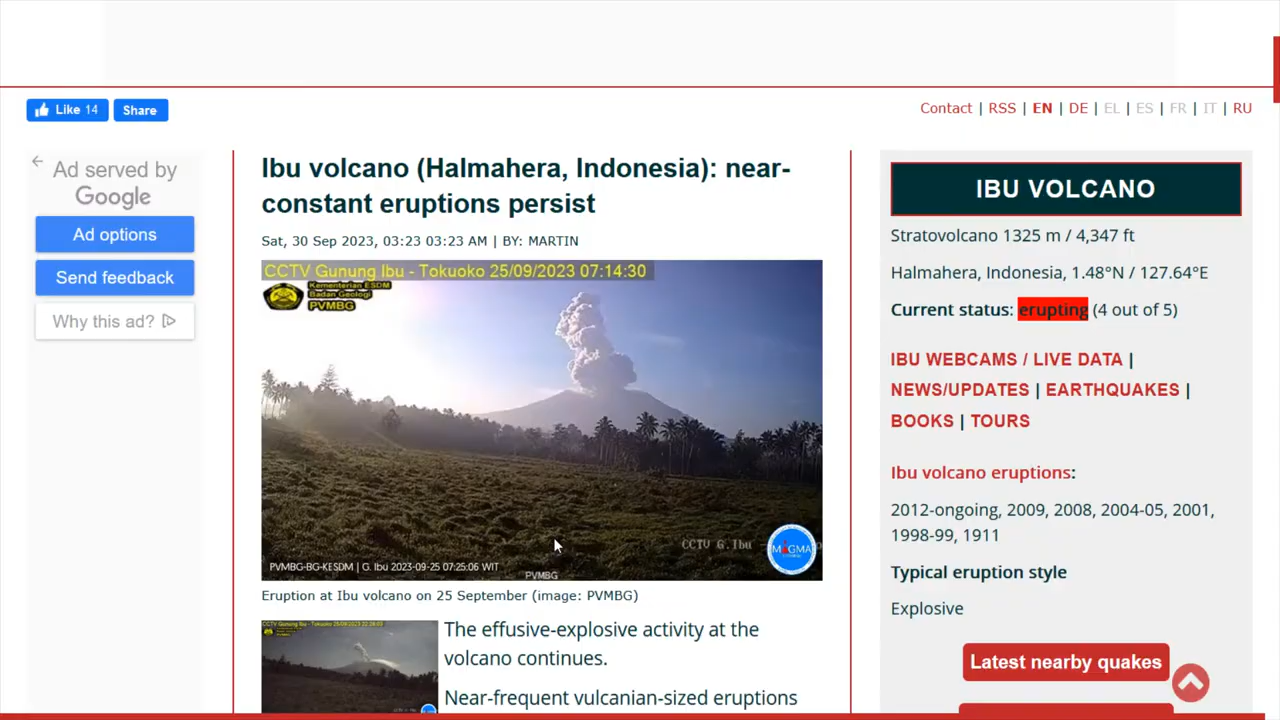 Like 14
Share
Contact | RSS | EN | DE | EL | ES | FR | IT | RU
Ad served by
Google
Ad options
Send feedback
Why this ad?
Ibu volcano (Halmahera, Indonesia): near-
constant eruptions persist
Sat, 30 Sep 2023, 03:23 03:23 AM | BY: MARTIN
CCTV Gunung Ibu - Tokuoko 25/09/2023 07:14:30
Kementerian ESDM
Badan Geologi
PVMBG
CCTV G.Ibu
MAGMA
PVMBG-BG-KESDM | G. Ibu 2023-09-25 07:25:06 WIT
PVMBG
Eruption at Ibu volcano on 25 September (image: PVMBG)
The effusive-explosive activity at the
volcano continues.
Near-frequent vulcanian-sized eruptions
IBU VOLCANO
Stratovolcano 1325 m / 4,347 ft
Halmahera, Indonesia, 1.48°N / 127.64°E
Current status: erupting (4 out of 5)
IBU WEBCAMS / LIVE DATA |
NEWS/UPDATES | EARTHQUAKES |
BOOKS | TOURS
Ibu volcano eruptions:
2012-ongoing, 2009, 2008, 2004-05, 2001,
1998-99, 1911
Typical eruption style
Explosive
Latest nearby quakes